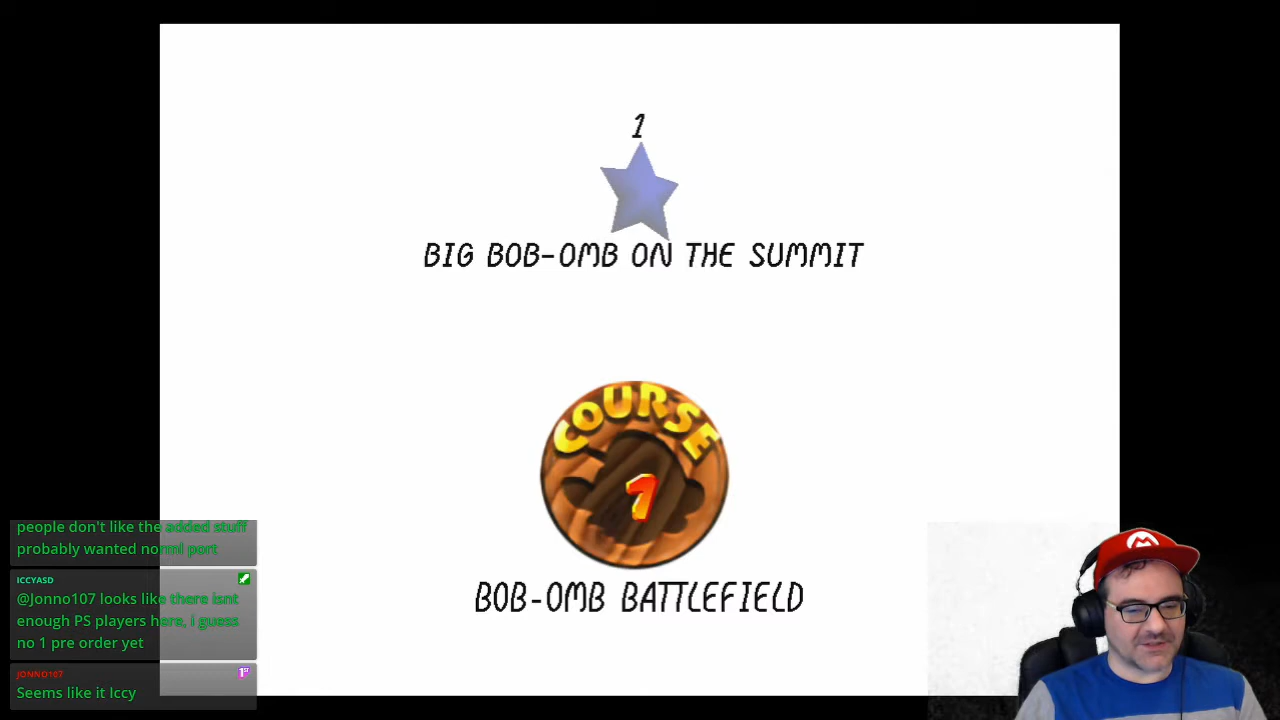 1
BIG BOB-OMB ON THE SUMMIT
COURSE
1
BOB-OMB BATTLEFIELD
people don't like the added stuff
probably wanted norml port
ICCYASD
@Jonno107 looks like there isnt
enough PS players here, i guess
no 1 pre order yet
JONNO107
1ST
Seems like it Iccy
M